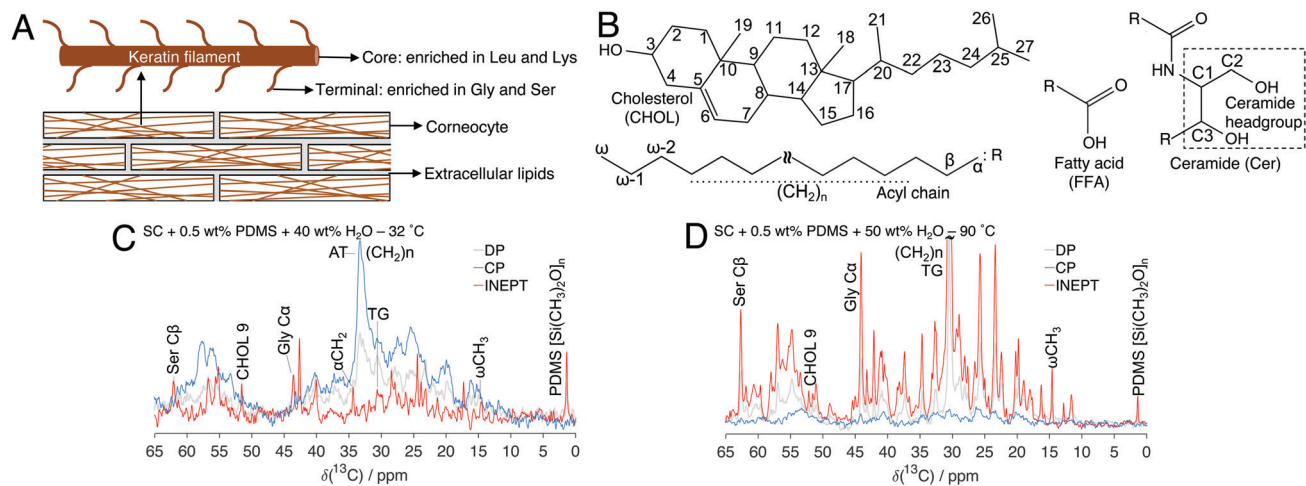 A
Keratin filament
Core: enriched in Leu and Lys
Terminal: enriched in Gly and Ser
Corneocyte
Extracellular lipids
B
HO
1
2
3
4
5
6
7
8
9
10
11
12
13
14
15
16
17
18
19
20
21
22
23
24
25
26
27
Cholesterol
(CHOL)
ω
ω-1
ω-2
(CH₂)n
Acyl chain
β
α
: R
R
O
OH
Fatty acid
(FFA)
R
O
HN
C1
C2
OH
Ceramide
headgroup
R
C3
OH
Ceramide (Cer)
C
SC + 0.5 wt% PDMS + 40 wt% H₂O – 32 ˚C
AT
(CH₂)n
DP
CP
INEPT
Ser Cβ
CHOL 9
Gly Cα
αCH₂
TG
ωCH₃
PDMS [Si(CH₃)₂O]n
65 60 55 50 45 40 35 30 25 20 15 10 5 0
δ(¹³C) / ppm
D
SC + 0.5 wt% PDMS + 50 wt% H₂O – 90 ˚C
(CH₂)n
TG
DP
CP
INEPT
Ser Cβ
CHOL 9
Gly Cα
ωCH₃
PDMS [Si(CH₃)₂O]n
65 60 55 50 45 40 35 30 25 20 15 10 5 0
δ(¹³C) / ppm